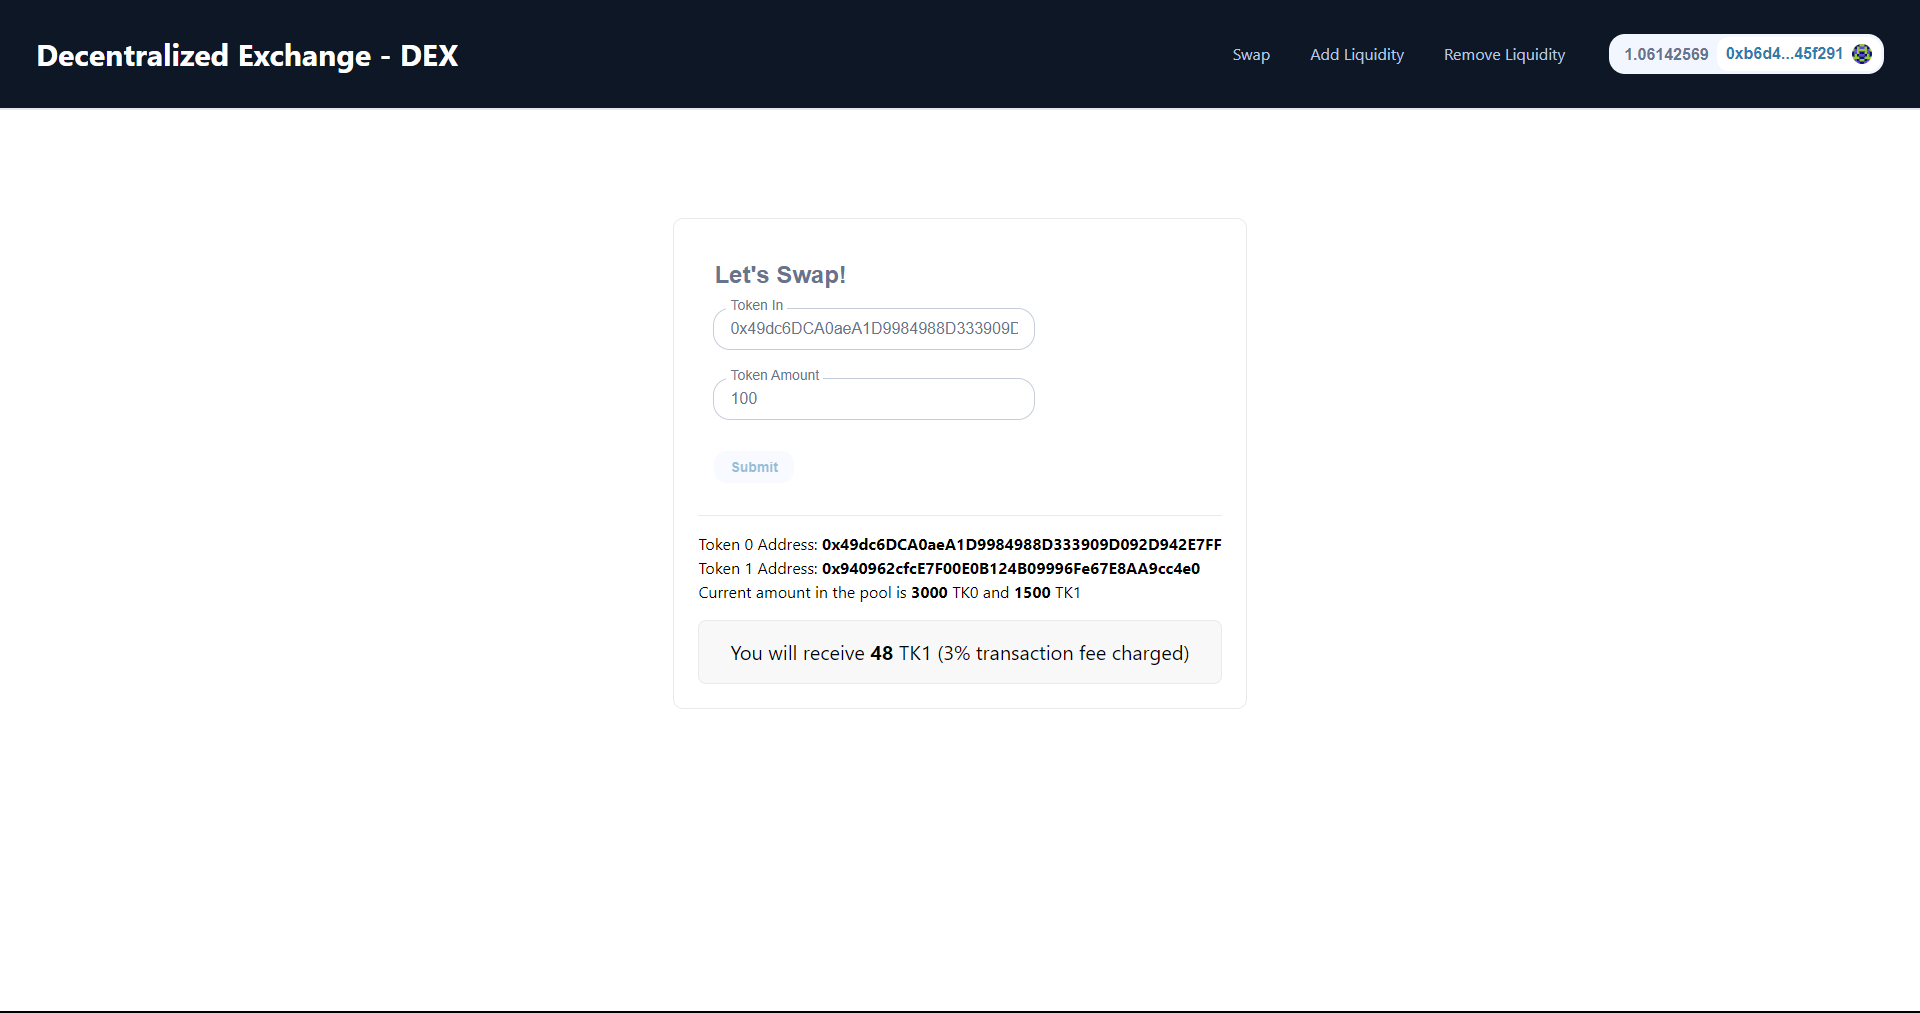 Decentralized Exchange - DEX
Swap Add Liquidity Remove Liquidity 1.06142569 0xb6d4...45f291
Let's Swap!
Token In
0x49dc6DCA0aeA1D9984988D333909D
Token Amount
100
Submit
Token 0 Address: 0x49dc6DCA0aeA1D9984988D333909D092D942E7FF
Token 1 Address: 0x940962cfcE7F00E0B124B09996Fe67E8AA9cc4e0
Current amount in the pool is 3000 TK0 and 1500 TK1
You will receive 48 TK1 (3% transaction fee charged)